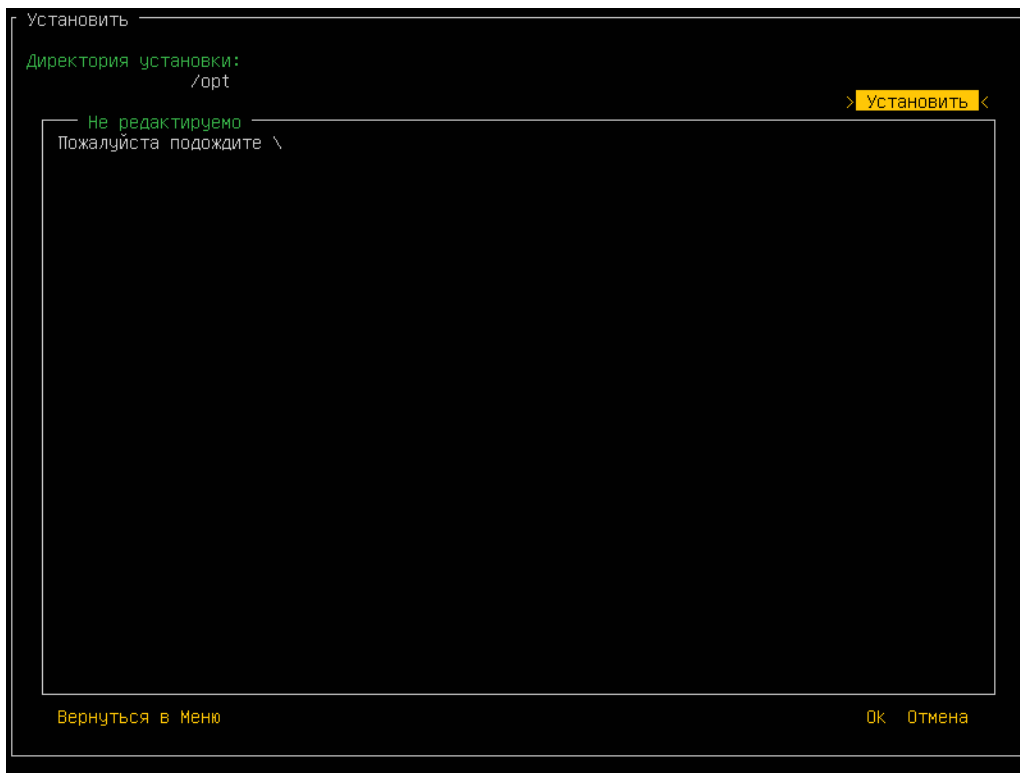 Установить
Директория установки:
/opt
> Установить <
Не редактируемо
Пожалуйста подождите \
Вернуться в Меню
Ok Отмена